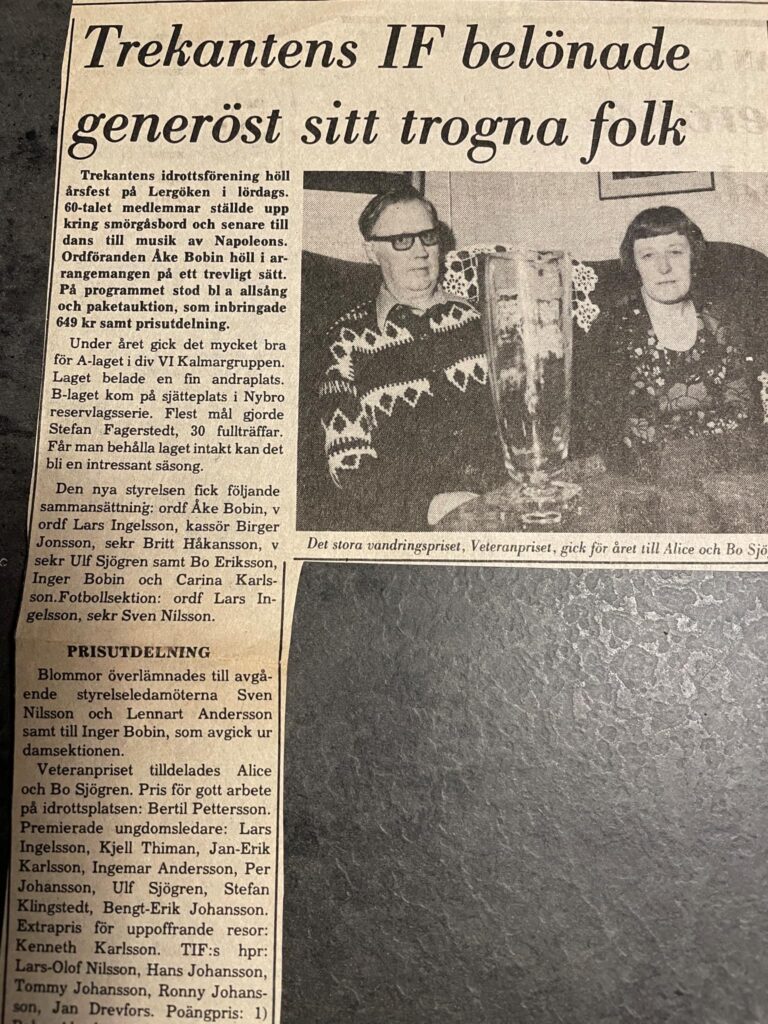 Trekantens IF belönade
generöst sitt trogna folk
Trekantens idrottsförening höll
årsfest på Lergöken i lördags.
60-talet medlemmar ställde upp
kring smörgåsbord och senare till
dans till musik av Napoleons.
Ordföranden Åke Bobin höll i ar-
rangemangen på ett trevligt sätt.
På programmet stod bl a allsång
och paketauktion, som inbringade
649 kr samt prisutdelning.
Under året gick det mycket bra
för A-laget i div VI Kalmargruppen.
Laget belade en fin andraplats.
B-laget kom på sjätteplats i Nybro
reservlagsserie. Flest mål gjorde
Stefan Fagerstedt, 30 fullträffar.
Får man behålla laget intakt kan det
bli en intressant säsong.
Den nya styrelsen fick följande
sammansättning: ordf Åke Bobin, v
ordf Lars Ingelsson, kassör Birger
Jonsson, sekr Britt Håkansson, v
sekr Ulf Sjögren samt Bo Eriksson,
Inger Bobin och Carina Karls-
son.Fotbollsektion: ordf Lars In-
gelsson, sekr Sven Nilsson.
PRISUTDELNING
Blommor överlämnades till avgå-
ende styrelseledamöterna Sven
Nilsson och Lennart Andersson
samt till Inger Bobin, som avgick ur
damsektionen.
Veteranpriset tilldelades Alice
och Bo Sjögren. Pris för gott arbete
på idrottsplatsen: Bertil Pettersson.
Premierade ungdomsledare: Lars
Ingelsson, Kjell Thiman, Jan-Erik
Karlsson, Ingemar Andersson, Per
Johansson, Ulf Sjögren, Stefan
Klingstedt, Bengt-Erik Johansson.
Extrapris för uppoffrande resor:
Kenneth Karlsson. TIF:s hpr:
Lars-Olof Nilsson, Hans Johansson,
Tommy Johansson, Ronny Johans-
son, Jan Drevfors. Poängpris: 1)
Det stora vandringspriset, Veteranpriset, gick för året till Alice och Bo Sjö